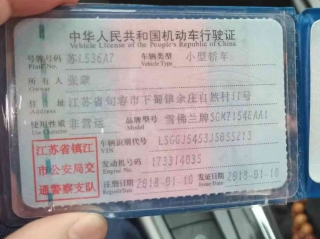 中华人民共和国机动车行驶证
Vehicle License of the People's Republic of China
号牌号码 苏L536A7 车辆类型 小型轿车
Plate No. Vehicle Type
所有人 张
Owner
住址 江苏省句容市下蜀镇余庄自然村11号
Address
使用性质 非营运 品牌型号 雪佛兰牌SGM7154
Use Character Model
江苏省镇江
市公安局交
通警察支队
车辆识别代号
VIN
发动机号码 173314035
Engine No.
注册日期 2018-01-10 发证日期 2018-01-10
Register Date Issue Date